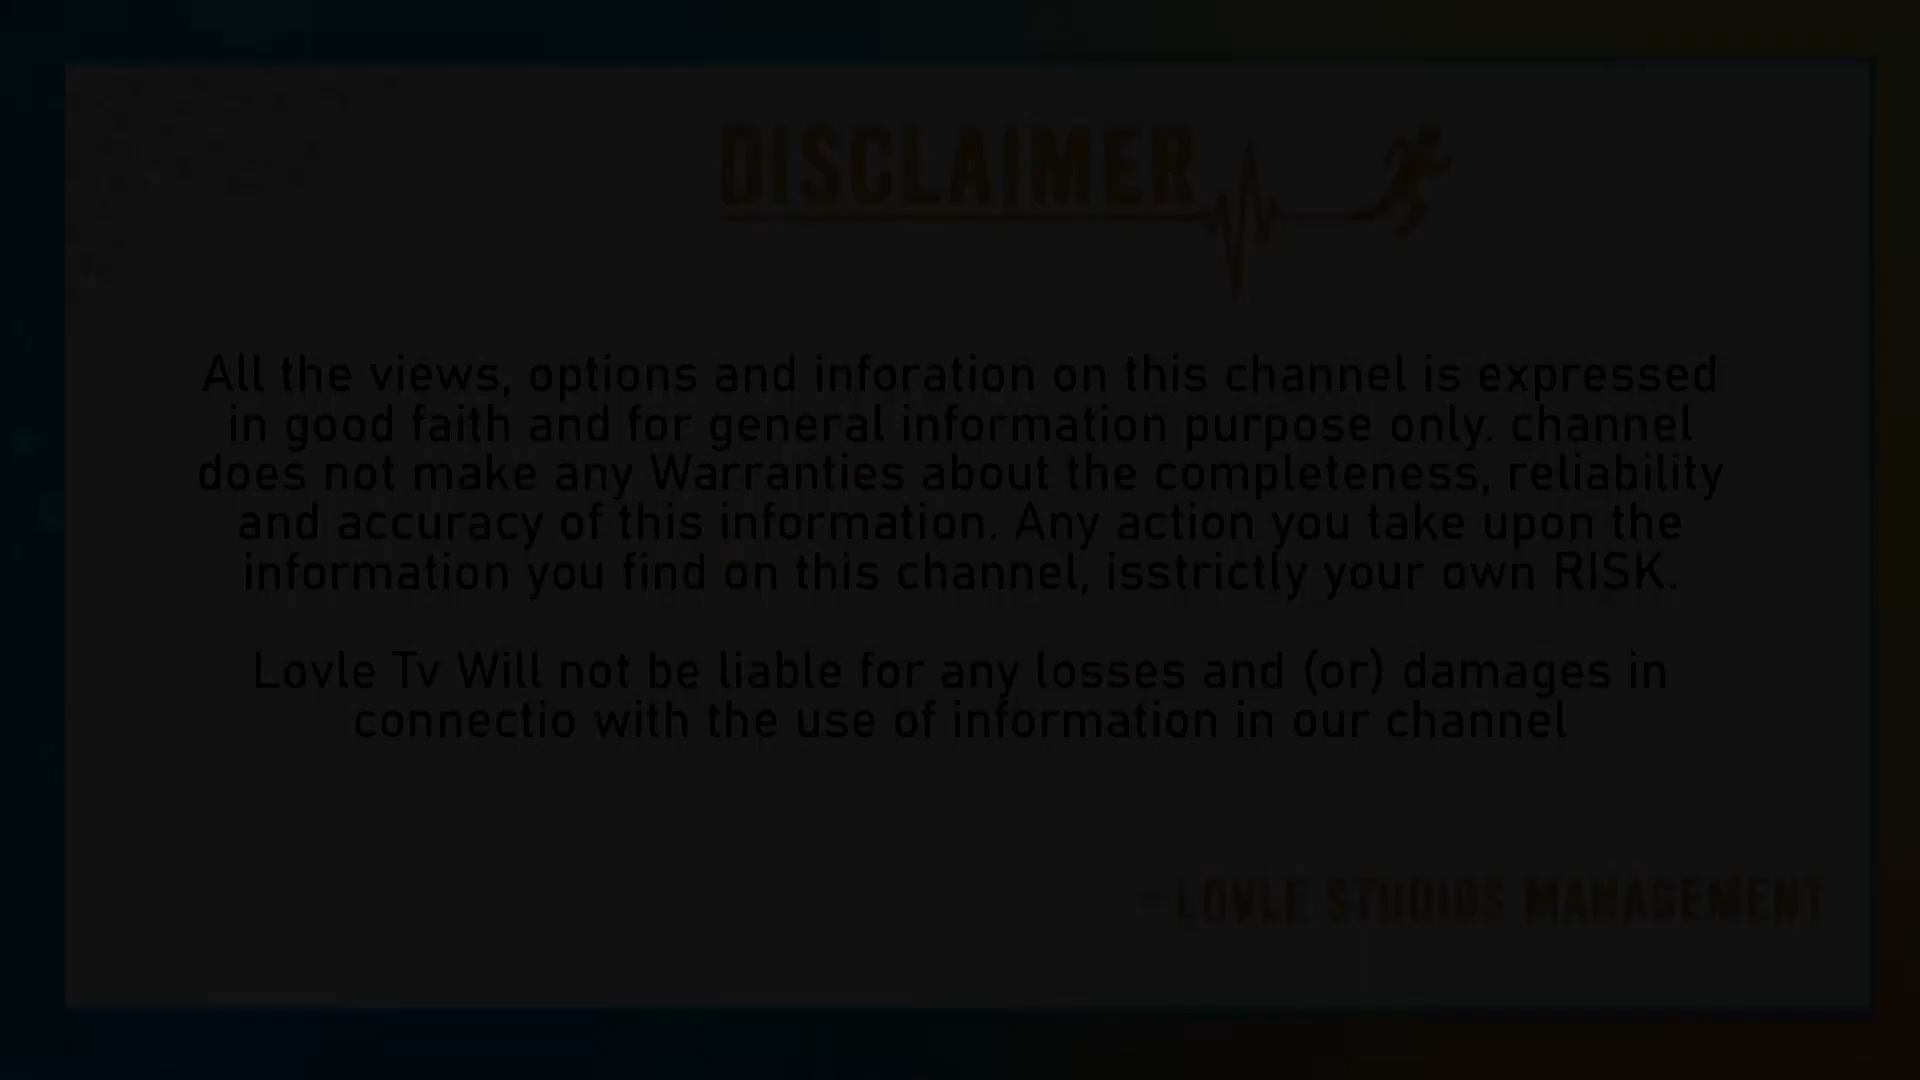 DISCLAIMER
All the views, options and inforation on this channel is expressed
in good faith and for general information purpose only. channel
does not make any Warranties about the completeness, reliability
and accuracy of this information. Any action you take upon the
information you find on this channel, isstrictly your own RISK.
Lovle Tv Will not be liable for any losses and (or) damages in
connectio with the use of information in our channel
- LOVLE STUDIOS MANAGEMENT